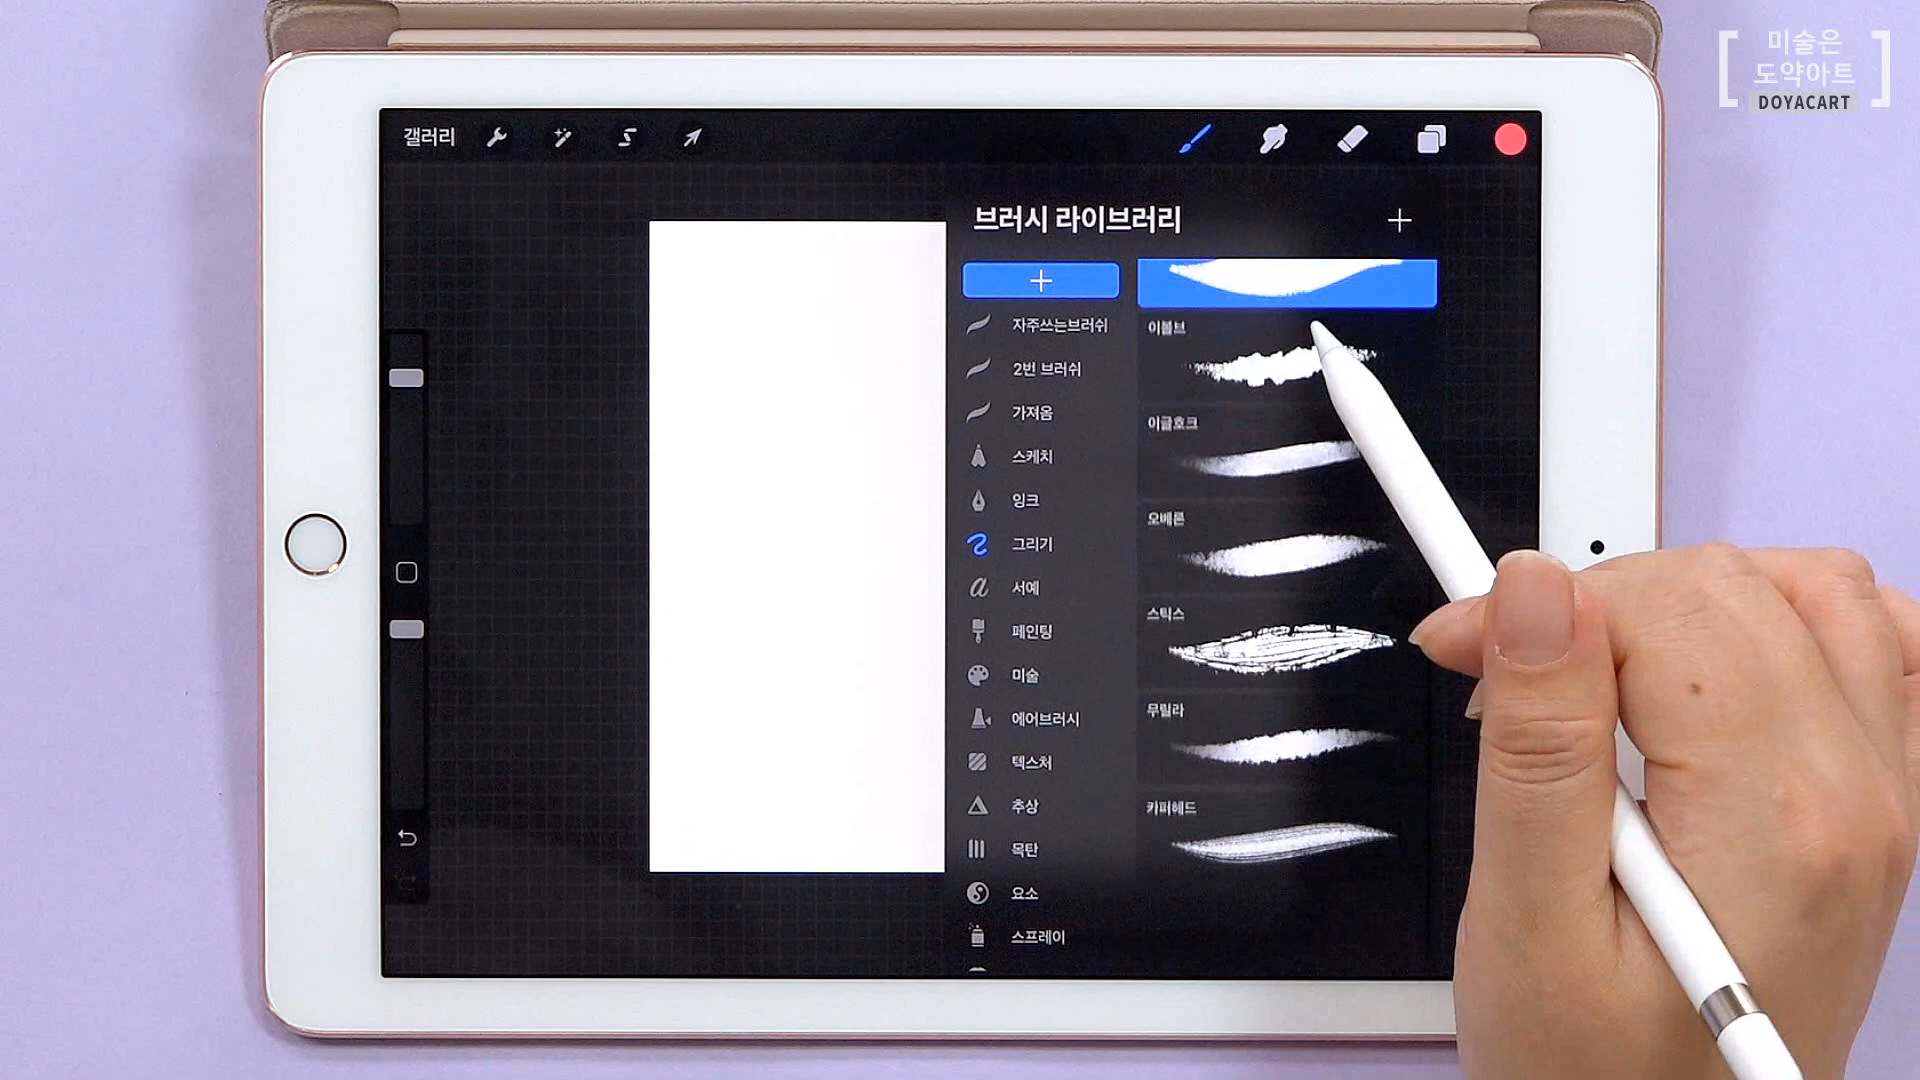 미술은
도약아트
DOYACART
갤러리
브러시 라이브러리
자주쓰는브러쉬
2번 브러쉬
가져옴
스케치
잉크
그리기
서예
페인팅
미술
에어브러시
텍스처
추상
목탄
요소
스프레이
이볼브
이글호크
오베론
스틱스
무릴라
카퍼헤드